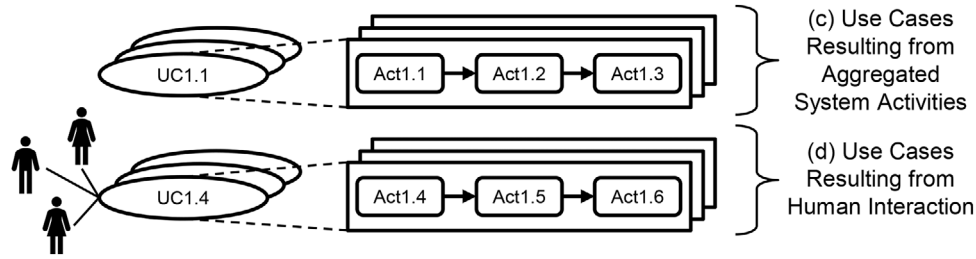 UC1.1
Act1.1
Act1.2
Act1.3
(c) Use Cases
Resulting from
Aggregated
System Activities
UC1.4
Act1.4
Act1.5
Act1.6
(d) Use Cases
Resulting from
Human Interaction